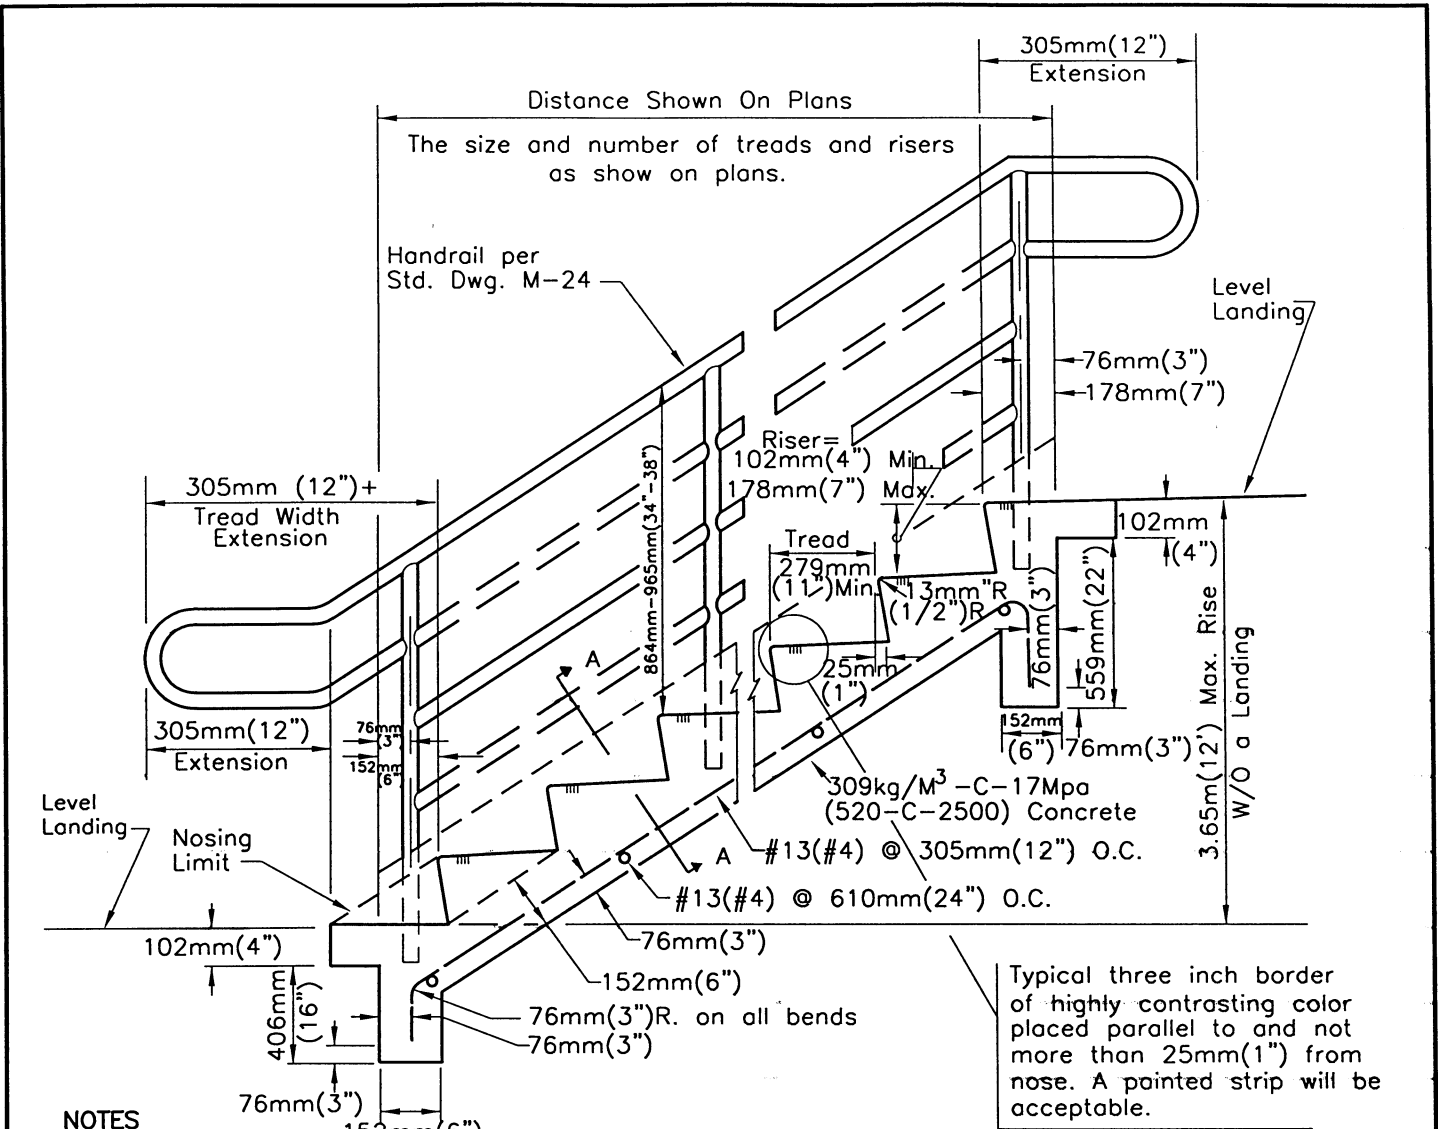 305mm(12")
Extension
Distance Shown On Plans
The size and number of treads and risers
as show on plans.
Handrail per
Std. Dwg. M-24
Level
Landing
76mm(3")
178mm(7")
Riser=
102mm(4") Min.
178mm(7") Max.
305mm (12")+
Tread Width
Extension
864mm-965mm(34"-38")
Tread
279mm
(11")Min.
13mm"R
(1/2")R
102mm
(4")
76mm(3")
559mm(22")
3.65m(12') Max. Rise
W/O a Landing
A
25mm
(1")
305mm(12")
Extension
76mm
(3")
152mm
(6")
152mm
(6")
76mm(3")
309kg/M³-C-17Mpa
(520-C-2500) Concrete
Level
Landing
Nosing
Limit
A
#13(#4) @ 305mm(12") O.C.
#13(#4) @ 610mm(24") O.C.
102mm(4")
76mm(3")
152mm(6")
406mm
(16")
76mm(3")R. on all bends
76mm(3")
Typical three inch border
of highly contrasting color
placed parallel to and not
more than 25mm(1") from
nose. A painted strip will be
acceptable.
76mm(3")
152mm(6")
NOTES